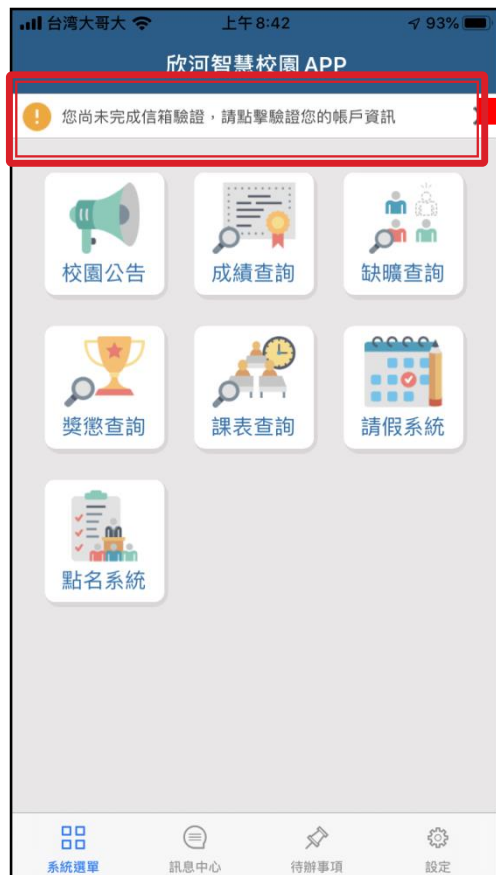 台灣大哥大 上午8:42 93%
欣河智慧校園 APP
! 您尚未完成信箱驗證，請點擊驗證您的帳戶資訊
校園公告 成績查詢 缺曠查詢
獎懲查詢 課表查詢 請假系統
點名系統
系統選單 訊息中心 待辦事項 設定